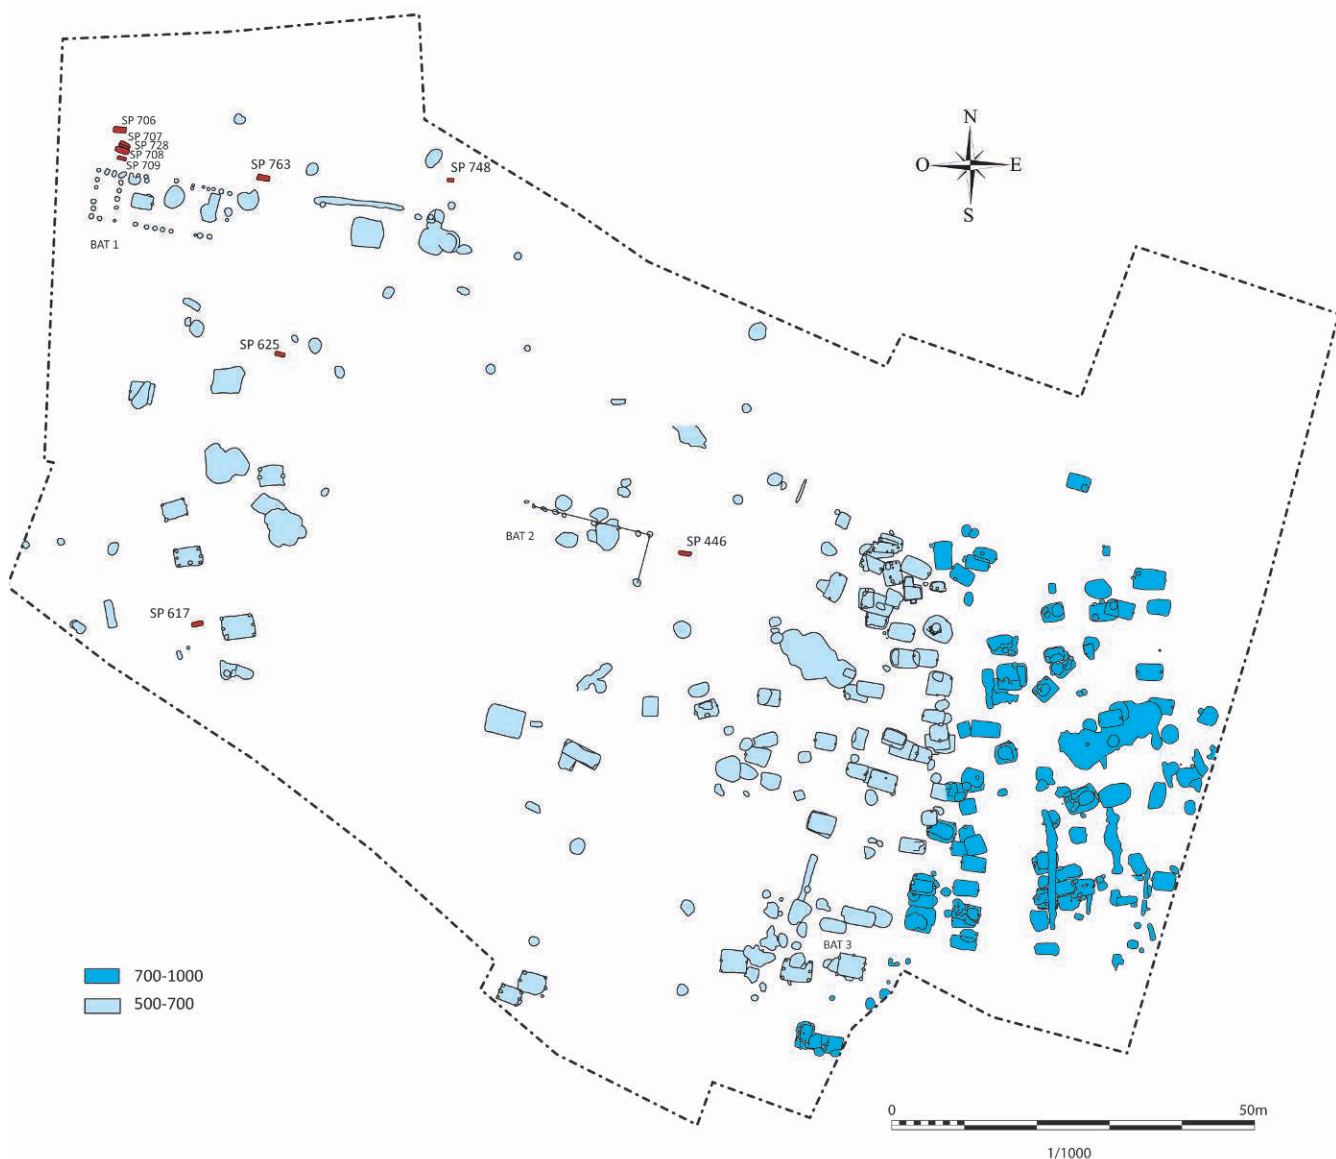 SP 706
SP 707
SP 728
SP 708
SP 709
SP 763
SP 748
BAT 1
N
O
E
S
SP 625
BAT 2
SP 446
SP 617
BAT 3
700-1000
500-700
0
50m
1/1000